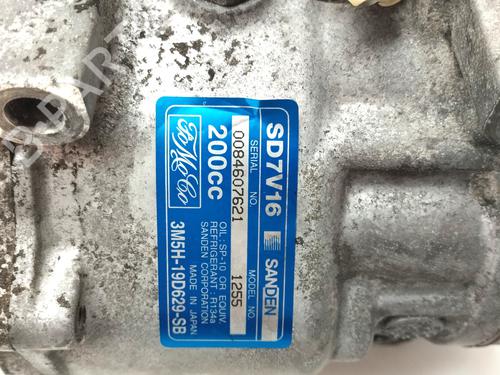 SD7V16 SANDEN
SERIAL NO. MODEL NO.
0084607621 1255
200cc
OIL: SP-10 OR EQUIV.
REFRIGERANT: R134a
SANDEN CORPORATION
MADE IN JAPAN
FoMoCo
3M5H-19D629-SB